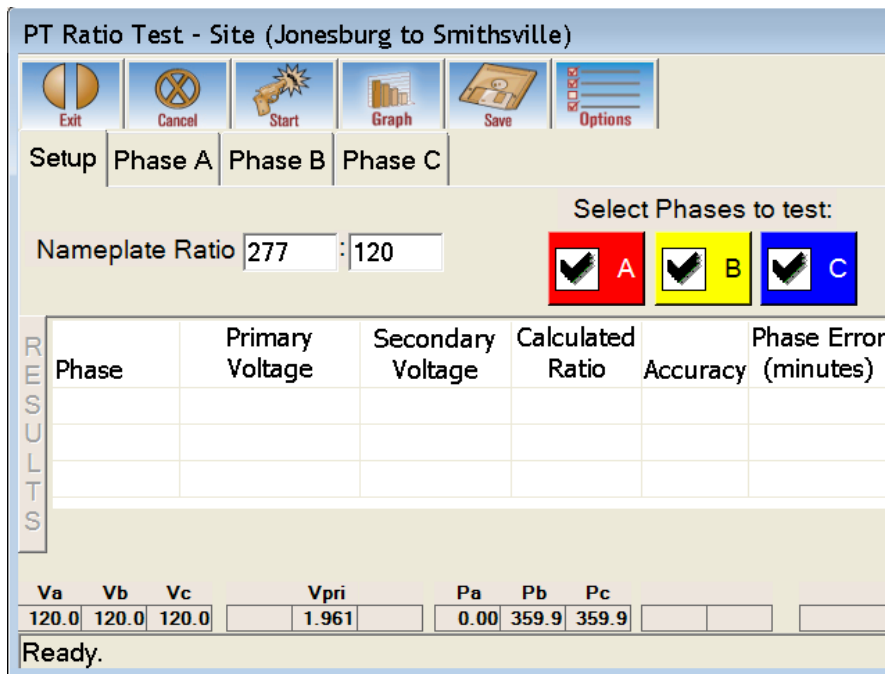 PT Ratio Test - Site (Jonesburg to Smithsville)
Exit Cancel Start Graph Save Options
Setup Phase A Phase B Phase C
Select Phases to test:
Nameplate Ratio 277 : 120 A B C
RESULTS
Phase Primary Voltage Secondary Voltage Calculated Ratio Accuracy Phase Error (minutes)
Va Vb Vc Vpri Pa Pb Pc
120.0 120.0 120.0 1.961 0.00 359.9 359.9
Ready.